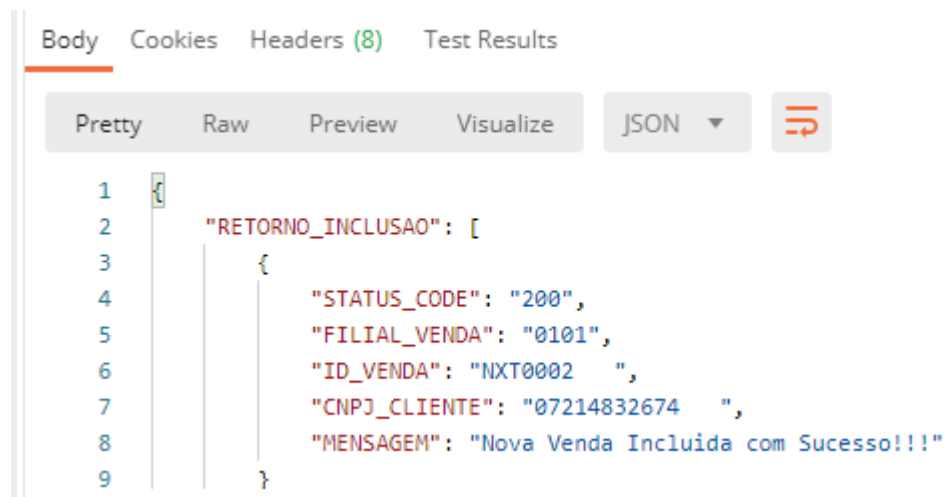 Body Cookies Headers (8) Test Results
Pretty Raw Preview Visualize JSON
1 {
2 "RETORNO_INCLUSAO": [
3 {
4 "STATUS_CODE": "200",
5 "FILIAL_VENDA": "0101",
6 "ID_VENDA": "NXT0002   ",
7 "CNPJ_CLIENTE": "07214832674   ",
8 "MENSAGEM": "Nova Venda Incluida com Sucesso!!!"
9 }